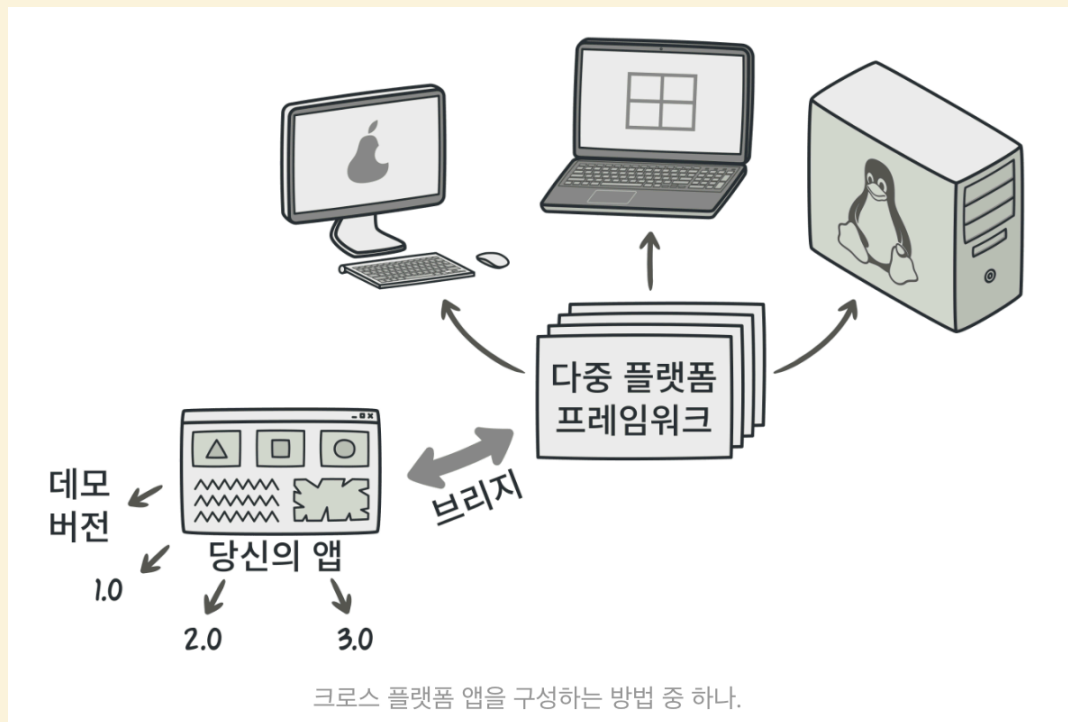 다중 플랫폼
프레임워크
브리지
데모
버전
당신의 앱
1.0
2.0
3.0
크로스 플랫폼 앱을 구성하는 방법 중 하나.